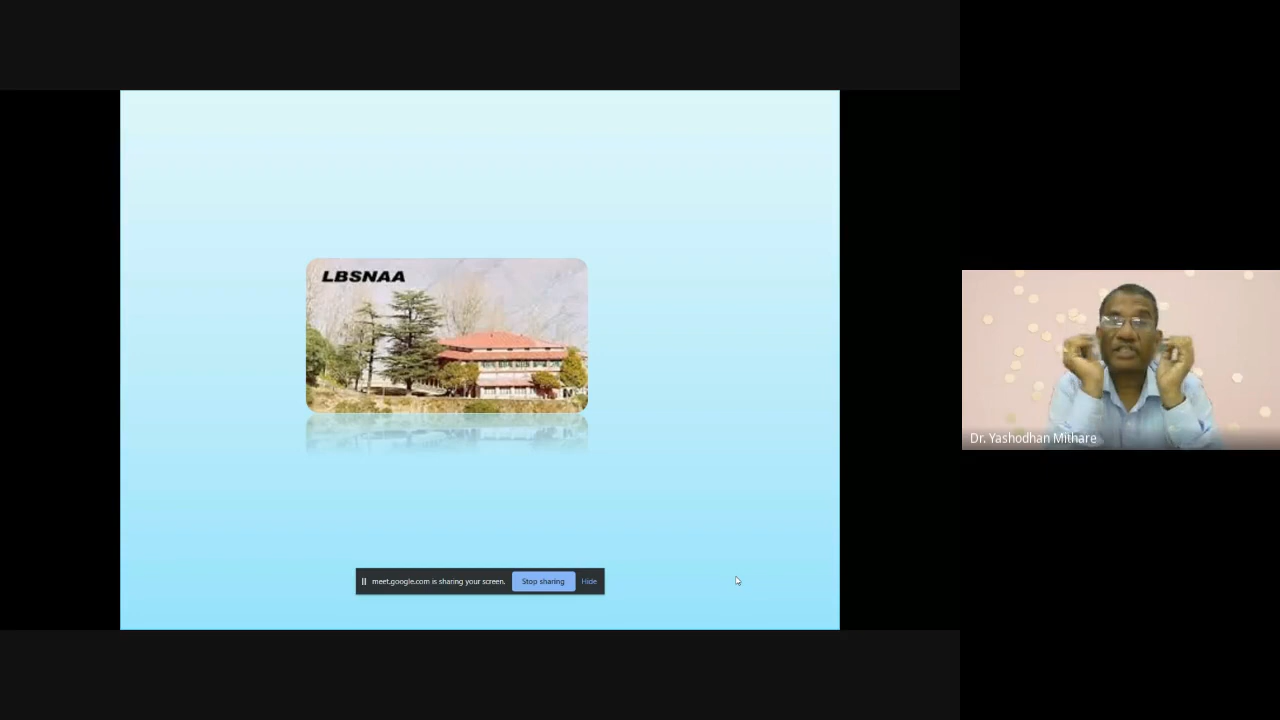 LBSNAA
meet.google.com is sharing your screen. Stop sharing Hide
Dr. Yashodhan Mithare